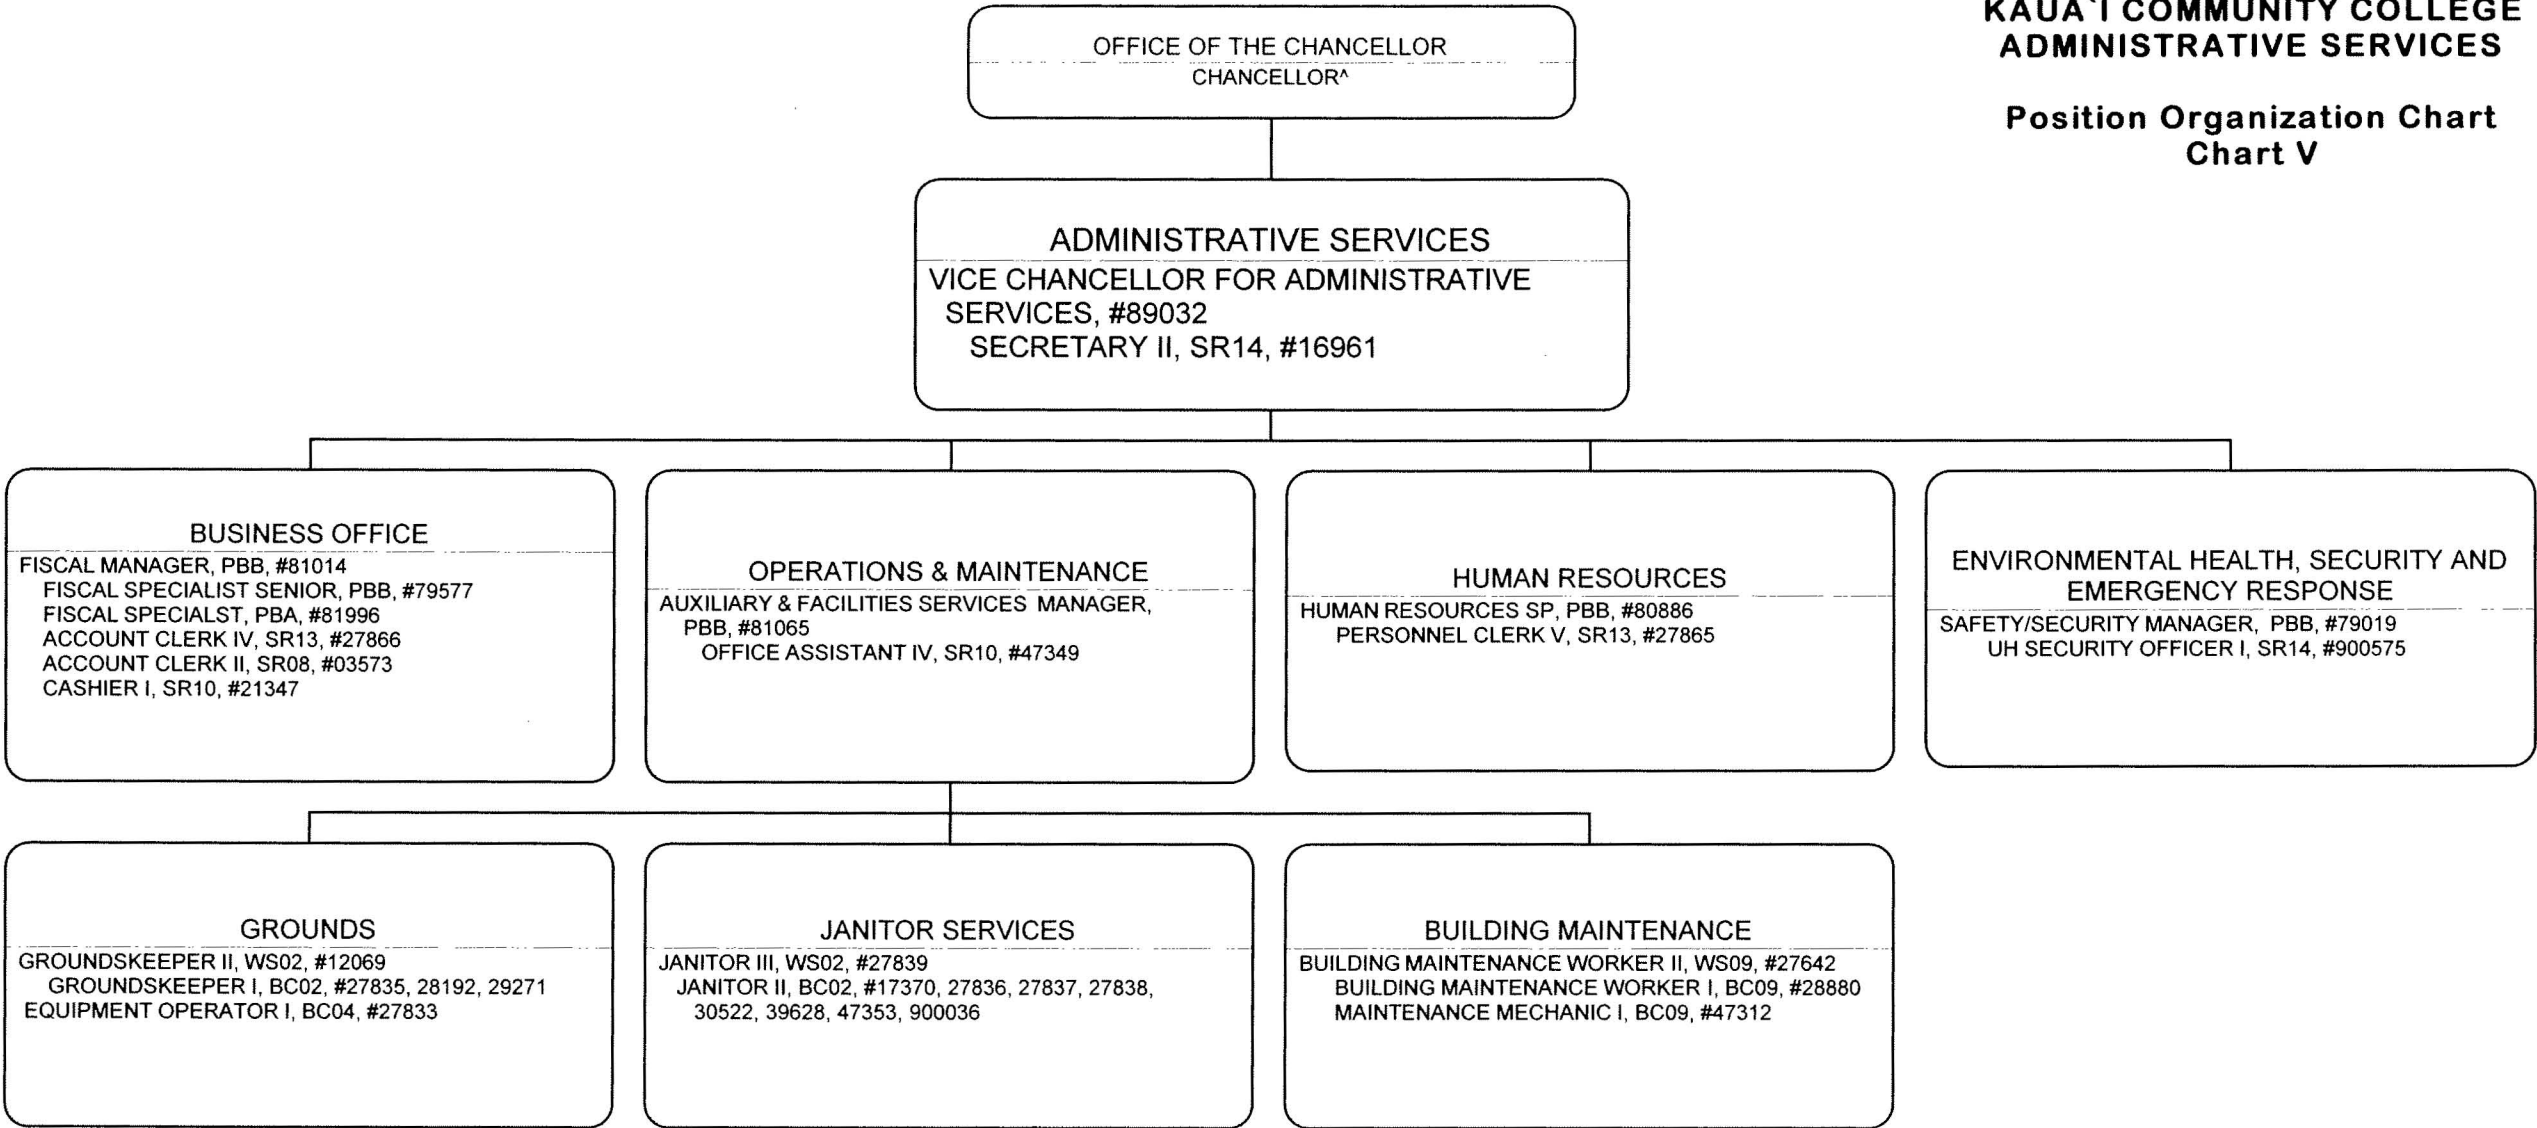 KAUA`I COMMUNITY COLLEGE
ADMINISTRATIVE SERVICES
Position Organization Chart
Chart V
OFFICE OF THE CHANCELLOR
CHANCELLOR^
ADMINISTRATIVE SERVICES
VICE CHANCELLOR FOR ADMINISTRATIVE
SERVICES, #89032
SECRETARY II, SR14, #16961
BUSINESS OFFICE
FISCAL MANAGER, PBB, #81014
FISCAL SPECIALIST SENIOR, PBB, #79577
FISCAL SPECIALST, PBA, #81996
ACCOUNT CLERK IV, SR13, #27866
ACCOUNT CLERK II, SR08, #03573
CASHIER I, SR10, #21347
OPERATIONS & MAINTENANCE
AUXILIARY & FACILITIES SERVICES MANAGER,
PBB, #81065
OFFICE ASSISTANT IV, SR10, #47349
HUMAN RESOURCES
HUMAN RESOURCES SP, PBB, #80886
PERSONNEL CLERK V, SR13, #27865
ENVIRONMENTAL HEALTH, SECURITY AND
EMERGENCY RESPONSE
SAFETY/SECURITY MANAGER, PBB, #79019
UH SECURITY OFFICER I, SR14, #900575
GROUNDS
GROUNDSKEEPER II, WS02, #12069
GROUNDSKEEPER I, BC02, #27835, 28192, 29271
EQUIPMENT OPERATOR I, BC04, #27833
JANITOR SERVICES
JANITOR III, WS02, #27839
JANITOR II, BC02, #17370, 27836, 27837, 27838,
30522, 39628, 47353, 900036
BUILDING MAINTENANCE
BUILDING MAINTENANCE WORKER II, WS09, #27642
BUILDING MAINTENANCE WORKER I, BC09, #28880
MAINTENANCE MECHANIC I, BC09, #47312